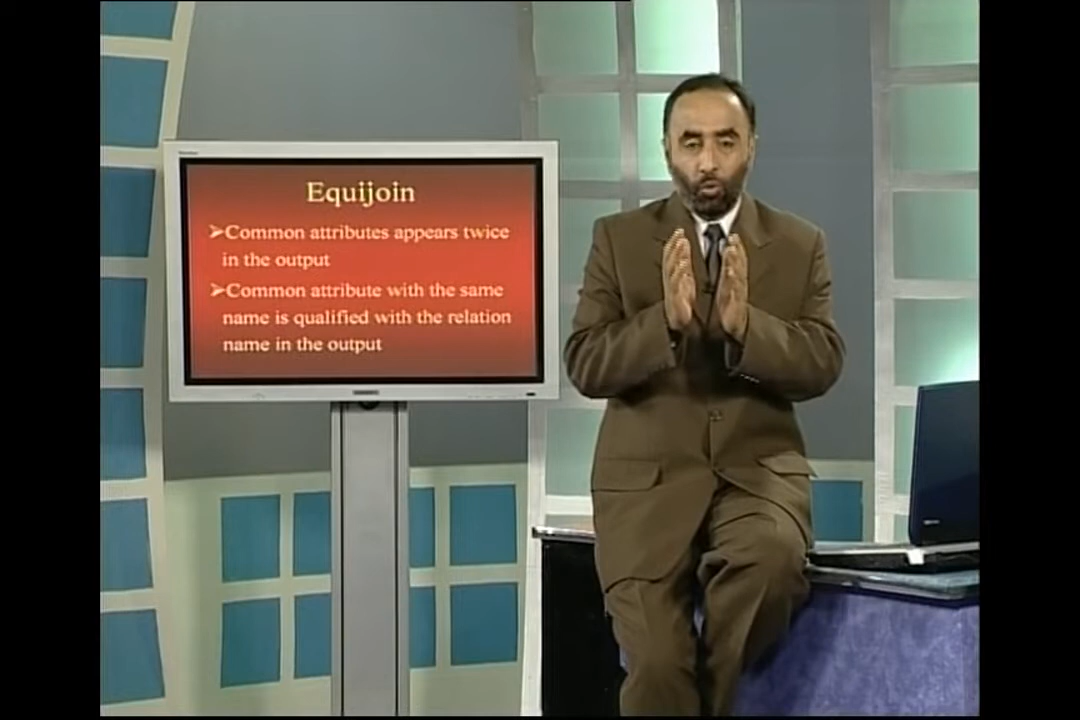 Equijoin
➢Common attributes appears twice
in the output
➢Common attribute with the same
name is qualified with the relation
name in the output